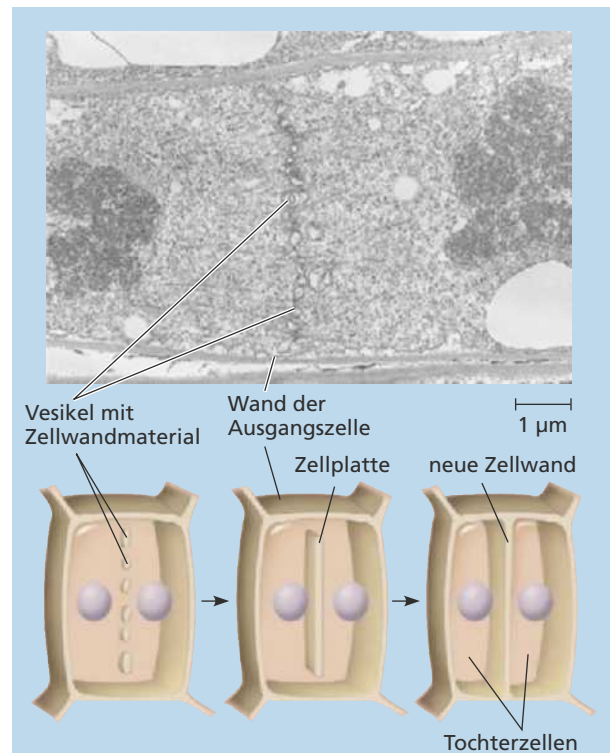 Vesikel mit
Zellwandmaterial
Wand der
Ausgangszelle
1 µm
Zellplatte
neue Zellwand
Tochterzellen